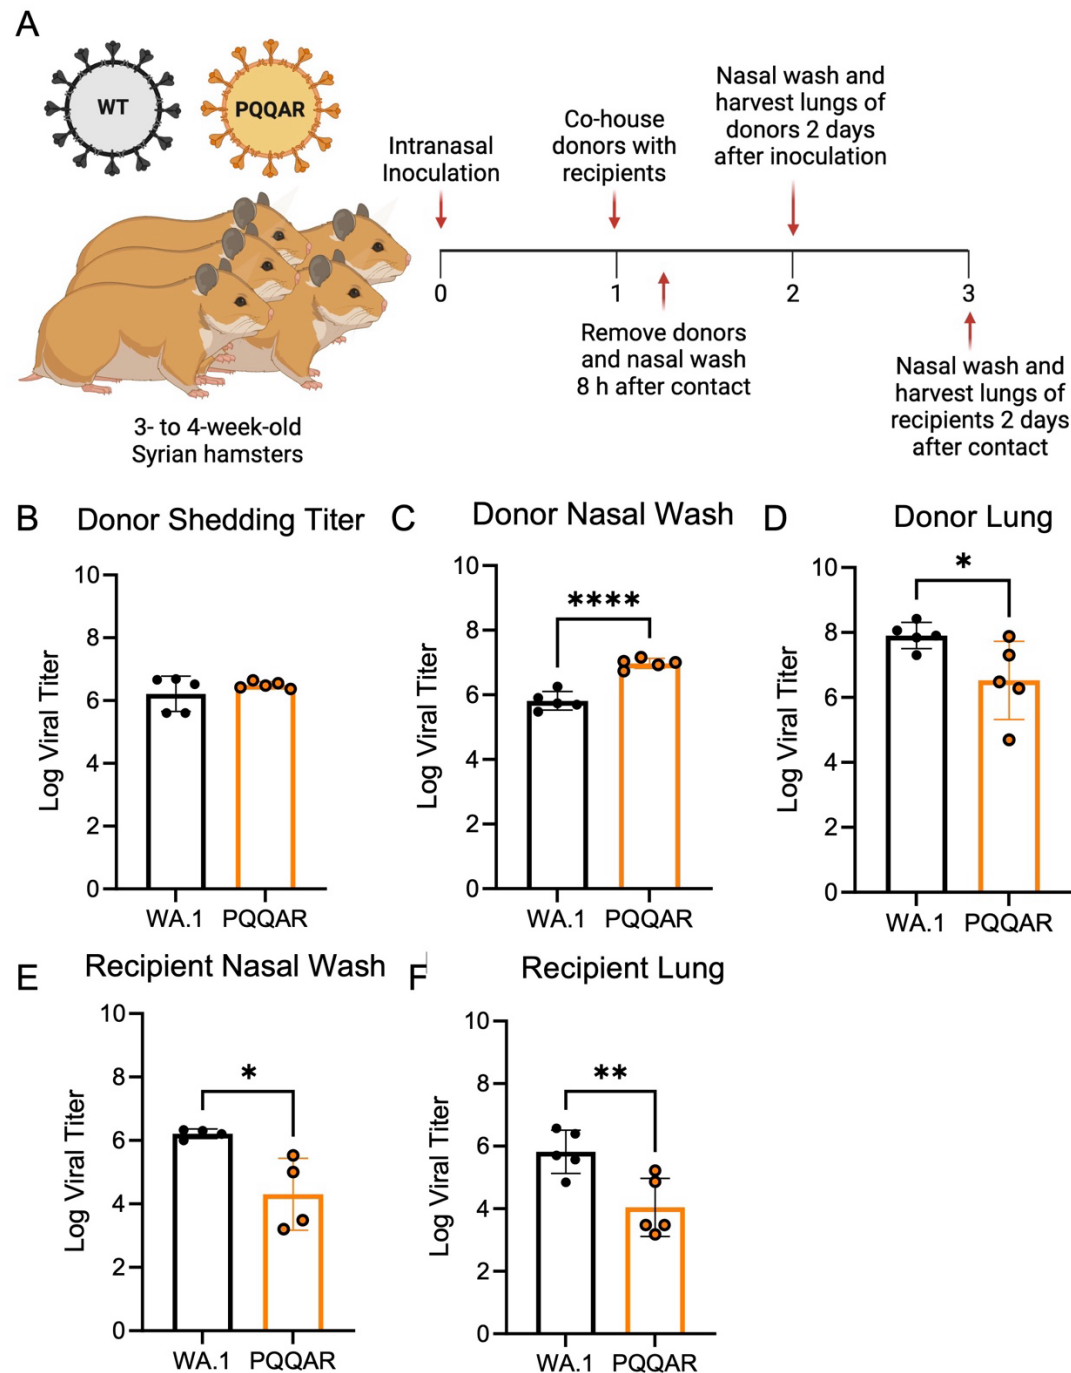 A
WT
PQQAR
3- to 4-week-old
Syrian hamsters
Intranasal
Inoculation
Co-house
donors with
recipients
Nasal wash and
harvest lungs of
donors 2 days
after inoculation
0
1
2
3
Remove donors
and nasal wash
8 h after contact
Nasal wash and
harvest lungs of
recipients 2 days
after contact
B
Donor Shedding Titer
Log Viral Titer
10
8
6
4
2
0
WA.1
PQQAR
C
Donor Nasal Wash
Log Viral Titer
10
8
6
4
2
0
****
WA.1
PQQAR
D
Donor Lung
Log Viral Titer
10
8
6
4
2
0
*
WA.1
PQQAR
E
Recipient Nasal Wash
Log Viral Titer
10
8
6
4
2
0
*
WA.1
PQQAR
F
Recipient Lung
Log Viral Titer
10
8
6
4
2
0
**
WA.1
PQQAR